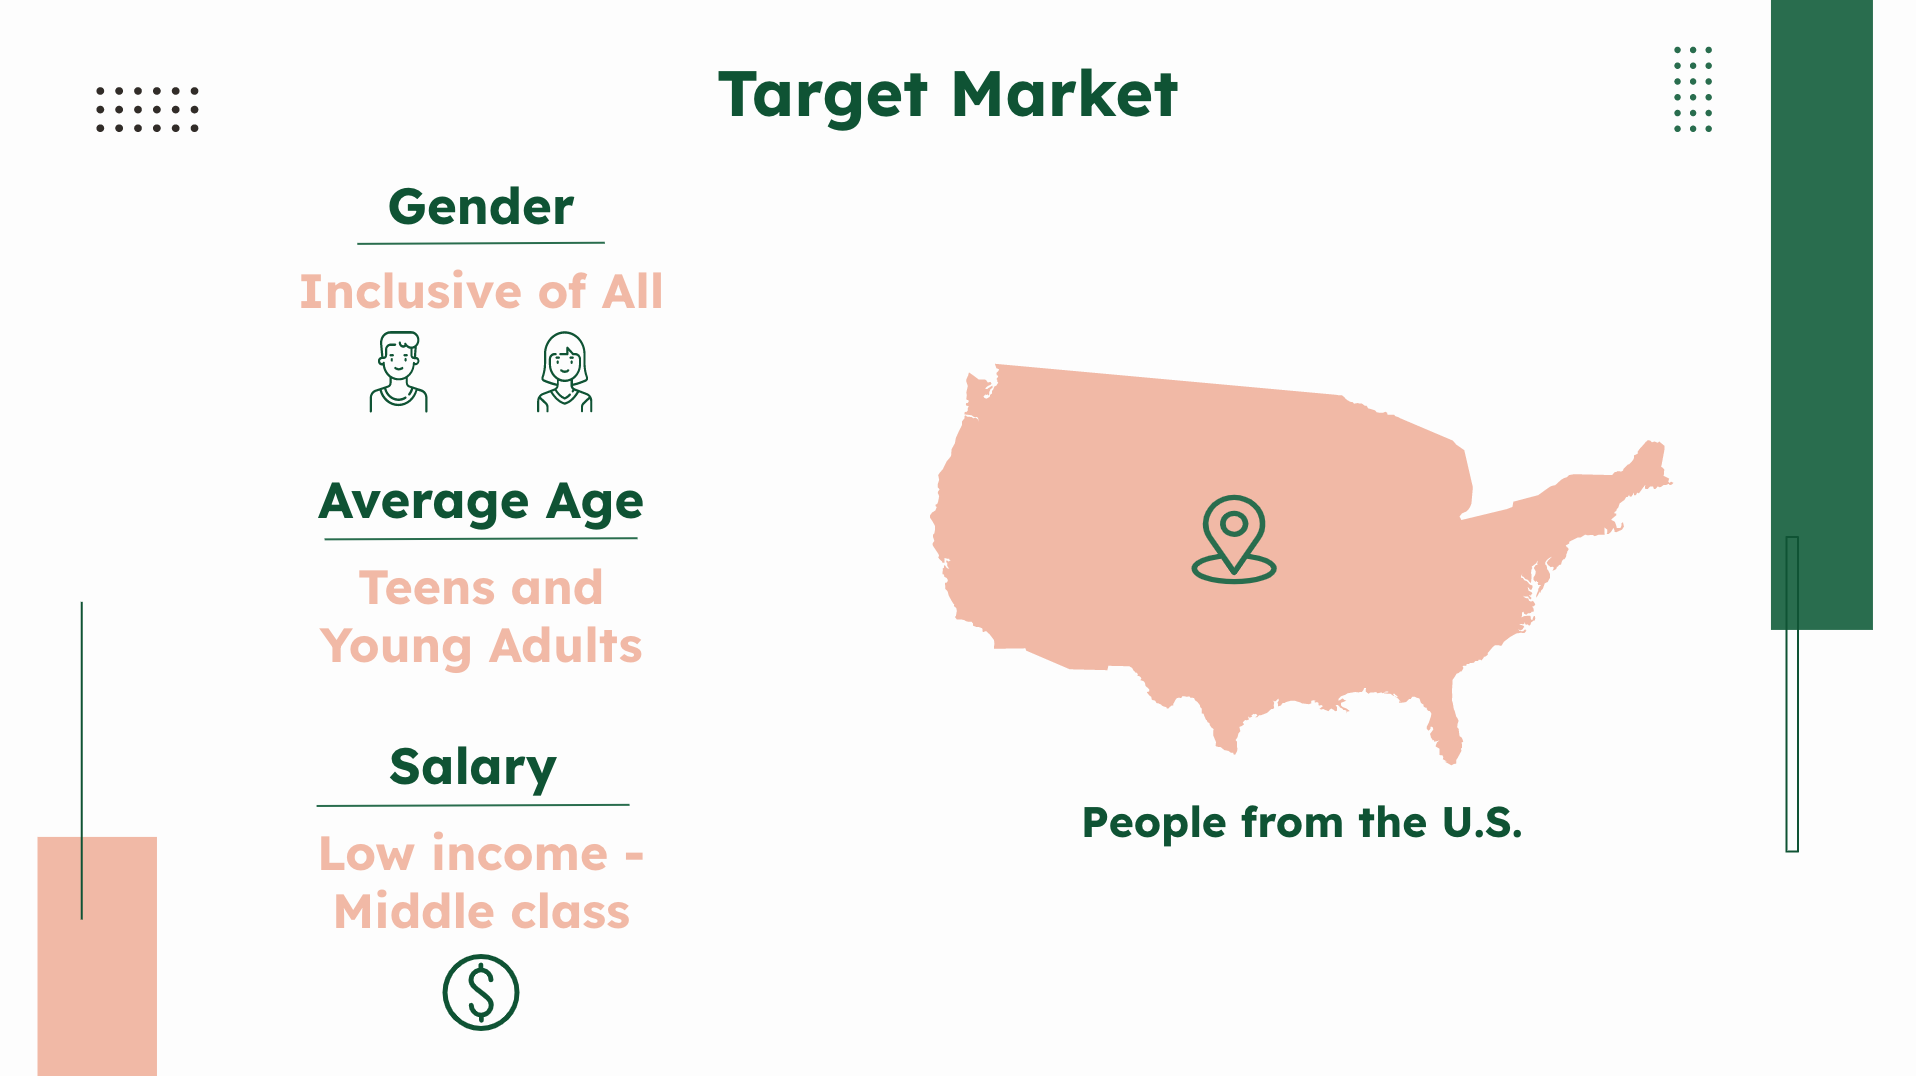 Target Market
Gender
Inclusive of All
Average Age
Teens and
Young Adults
Salary
Low income -
Middle class
People from the U.S.